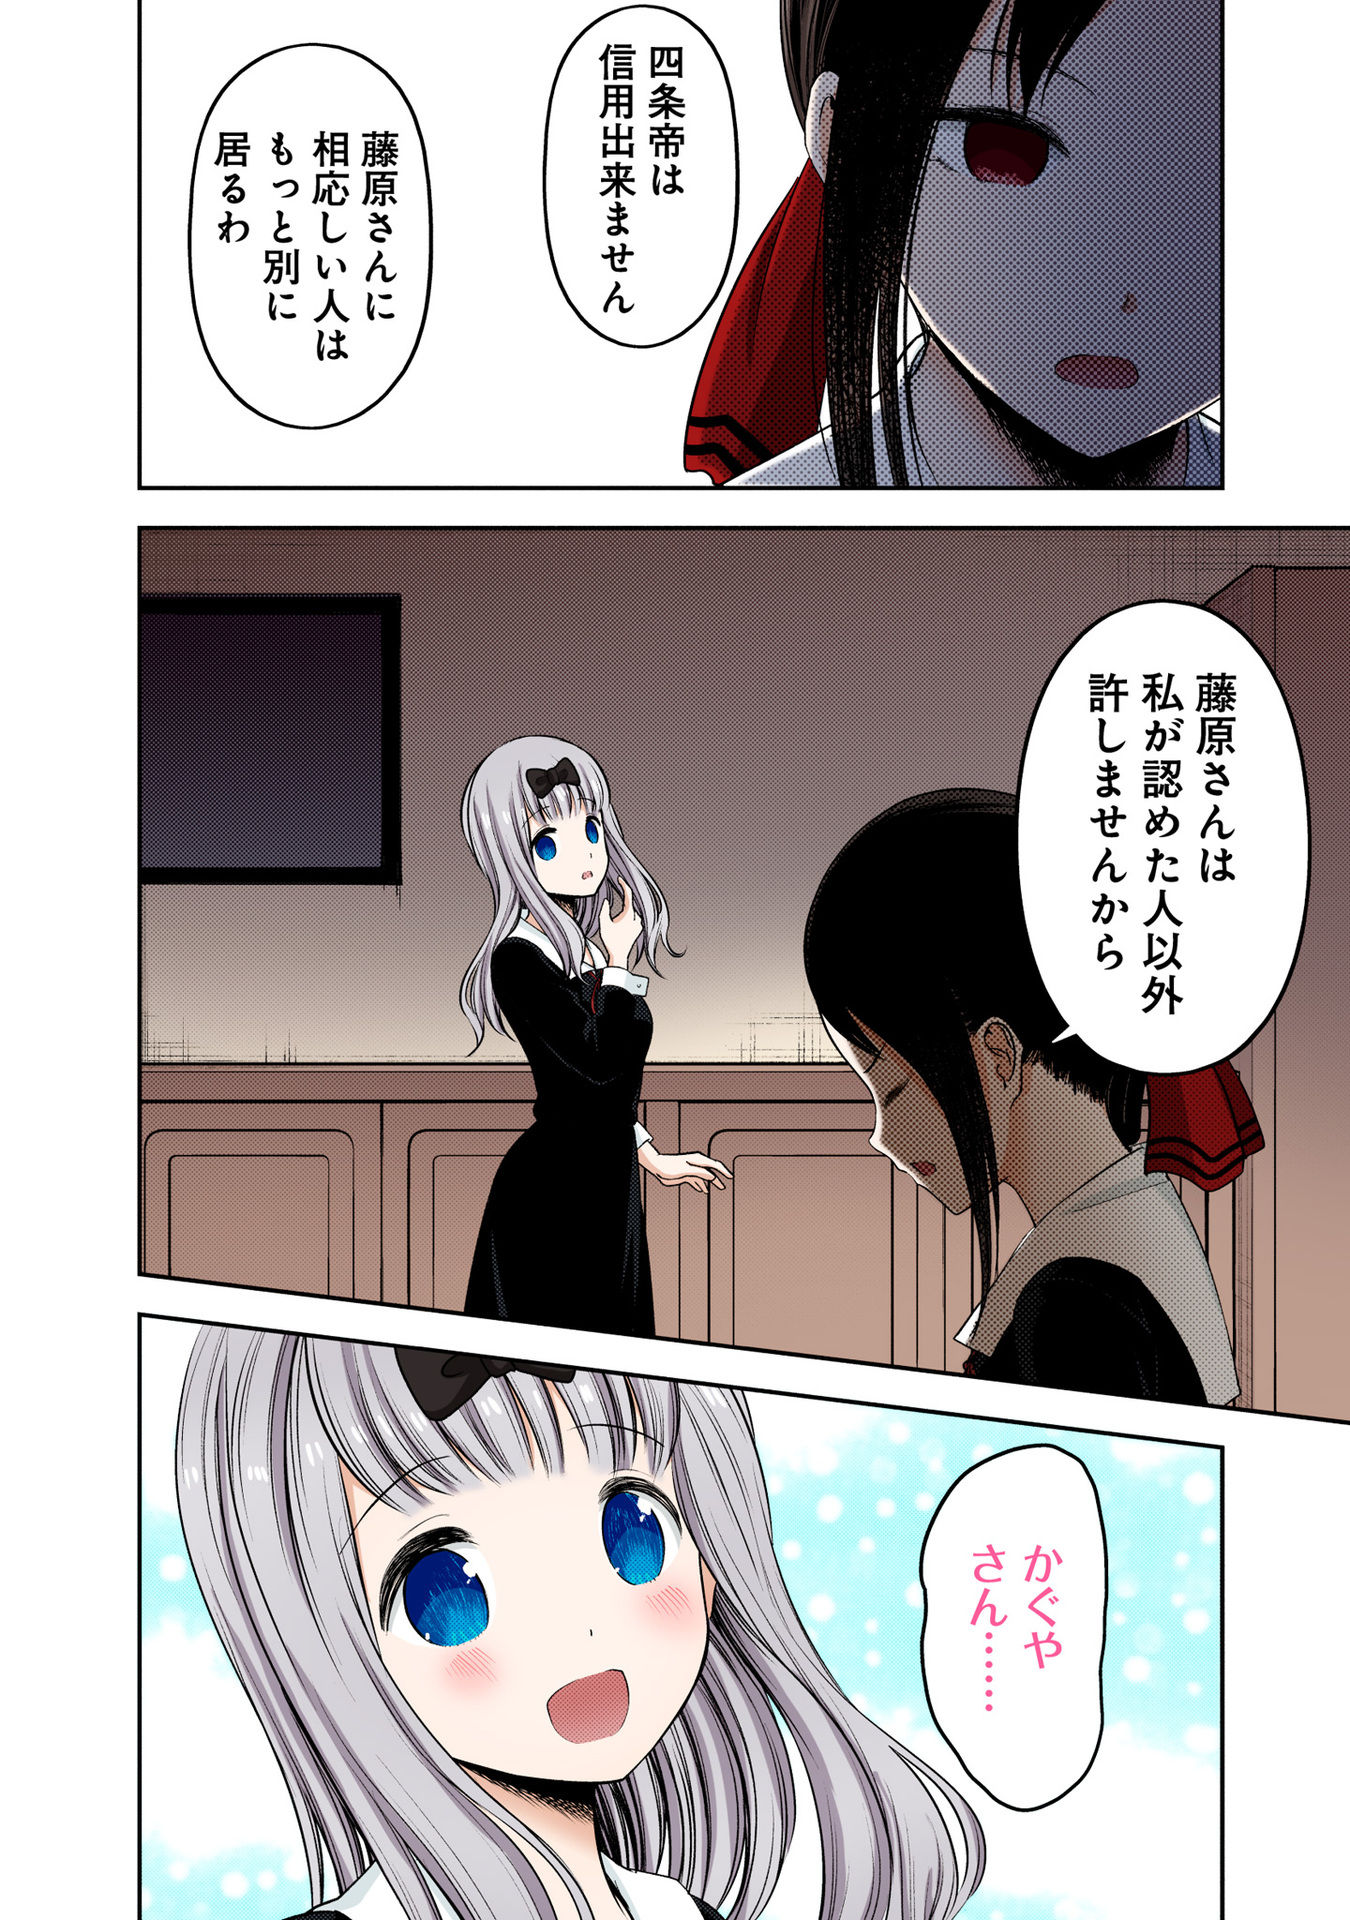 四条帝は
信用出来ません
藤原さんに
相応しい人は
もっと別に
居るわ
藤原さんは
私が認めた人以外
許しませんから
かぐや
さん……